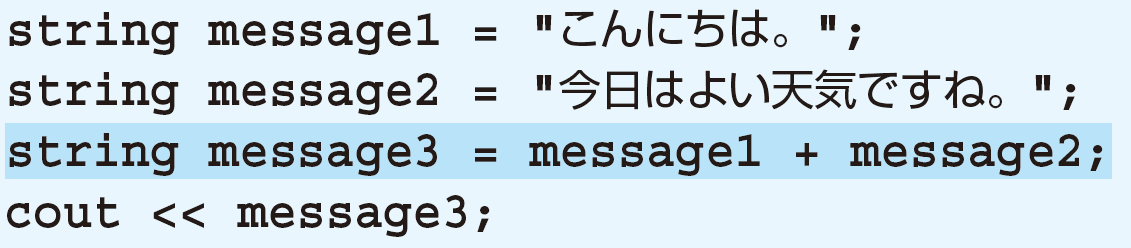 string message1 = "こんにちは。";
string message2 = "今日はよい天気ですね。";
string message3 = message1 + message2;
cout << message3;